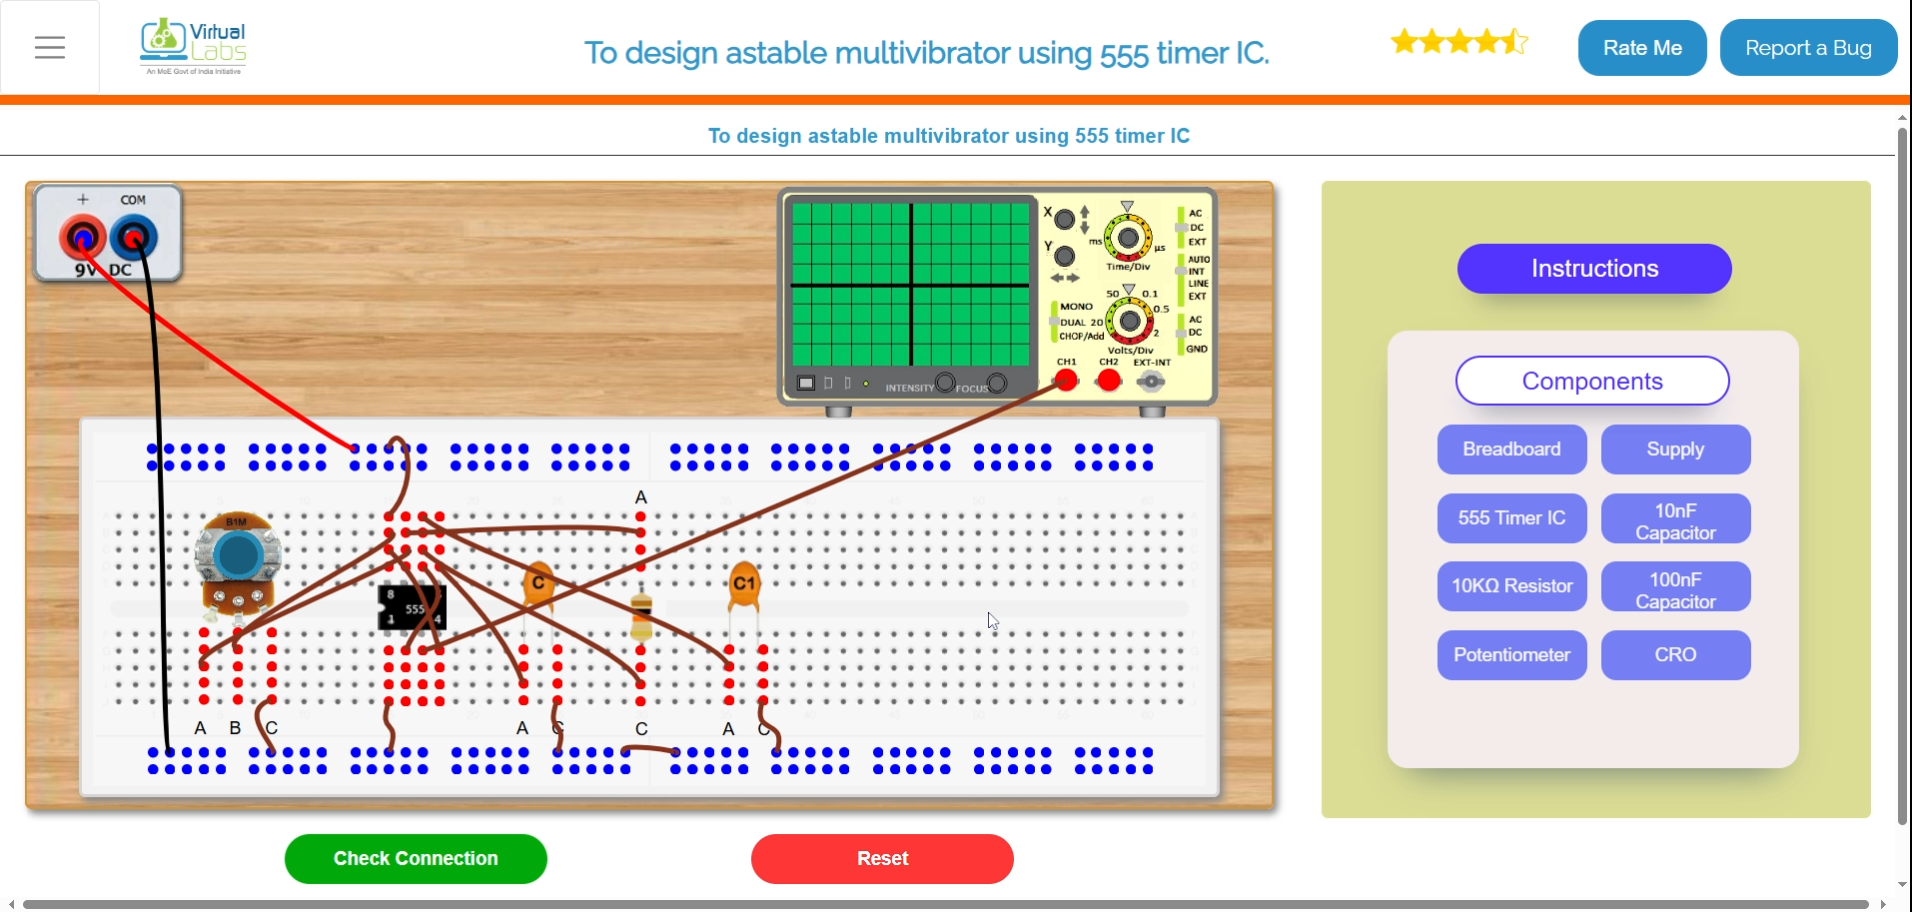 Virtual
Labs
An MoE Govt of India Initiative
To design astable multivibrator using 555 timer IC.
Rate Me
Report a Bug
To design astable multivibrator using 555 timer IC
+ COM
9V DC
X
Y
ms
µs
Time/Div
AC
DC
EXT
AUTO
INT
LINE
EXT
50
0.1
0.5
2
20
MONO
DUAL
CHOP/Add
Volts/Div
AC
DC
GND
CH1
CH2
EXT-INT
INTENSITY
FOCUS
Instructions
Components
Breadboard
Supply
555 Timer IC
10nF
Capacitor
10KΩ Resistor
100nF
Capacitor
Potentiometer
CRO
A
B1M
8
555
1
4
C
C1
A B C
A C
C
A C
Check Connection
Reset